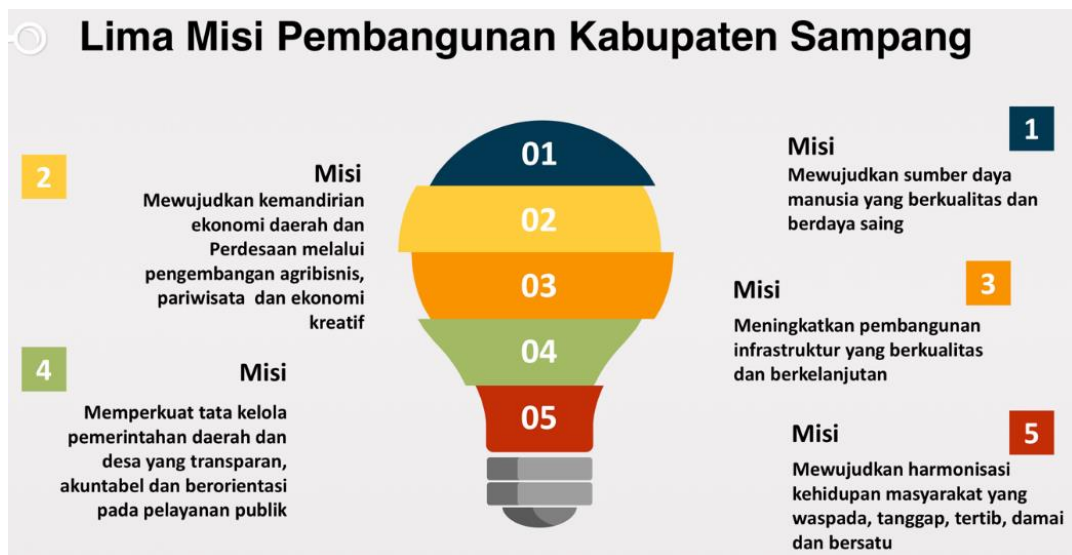 Lima Misi Pembangunan Kabupaten Sampang
1
Misi
Mewujudkan sumber daya
manusia yang berkualitas dan
berdaya saing
2
Misi
Mewujudkan kemandirian
ekonomi daerah dan
Perdesaan melalui
pengembangan agribisnis,
pariwisata dan ekonomi
kreatif
3
Misi
Meningkatkan pembangunan
infrastruktur yang berkualitas
dan berkelanjutan
4
Misi
Memperkuat tata kelola
pemerintahan daerah dan
desa yang transparan,
akuntabel dan berorientasi
pada pelayanan publik
5
Misi
Mewujudkan harmonisasi
kehidupan masyarakat yang
waspada, tanggap, tertib, damai
dan bersatu
01
02
03
04
05